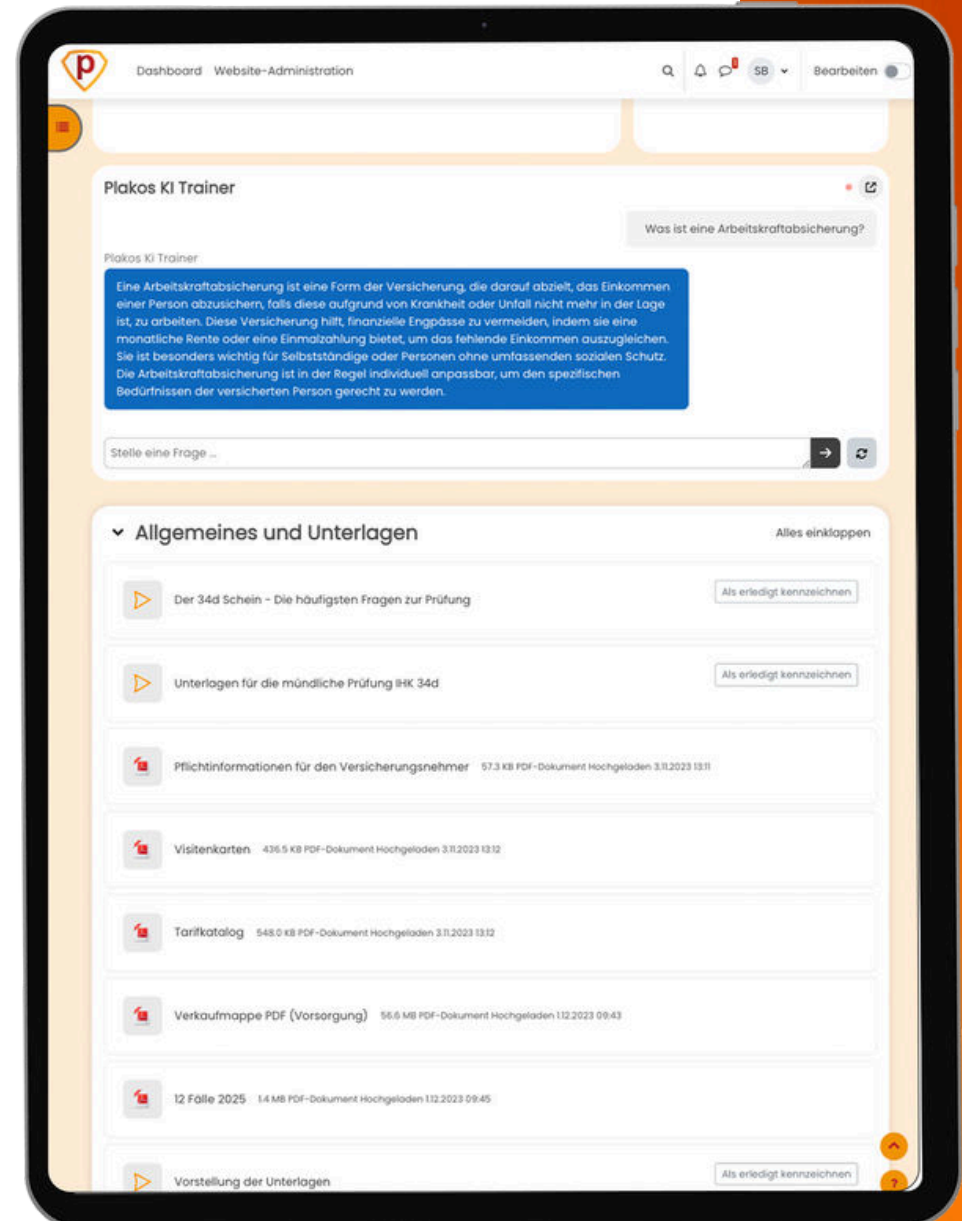 p
Dashboard Website-Administration
SB
Bearbeiten
Plakos KI Trainer
Was ist eine Arbeitskraftabsicherung?
Plakos Ki Trainer
Eine Arbeitskraftabsicherung ist eine Form der Versicherung, die darauf abzielt, das Einkommen
einer Person abzusichern, falls diese aufgrund von Krankheit oder Unfall nicht mehr in der Lage
ist, zu arbeiten. Diese Versicherung hilft, finanzielle Engpässe zu vermeiden, indem sie eine
monatliche Rente oder eine Einmalzahlung bietet, um das fehlende Einkommen auszugleichen.
Sie ist besonders wichtig für Selbstständige oder Personen ohne umfassenden sozialen Schutz.
Die Arbeitskraftabsicherung ist in der Regel individuell anpassbar, um den spezifischen
Bedürfnissen der versicherten Person gerecht zu werden.
Stelle eine Frage ...
Allgemeines und Unterlagen
Alles einklappen
Der 34d Schein - Die häufigsten Fragen zur Prüfung
Als erledigt kennzeichnen
Unterlagen für die mündliche Prüfung IHK 34d
Als erledigt kennzeichnen
Pflichtinformationen für den Versicherungsnehmer 57.3 KB PDF-Dokument Hochgeladen 3.11.2023 13:11
Visitenkarten 436.5 KB PDF-Dokument Hochgeladen 3.11.2023 13:12
Tarifkatalog 548.0 KB PDF-Dokument Hochgeladen 3.11.2023 13:12
Verkaufmappe PDF (Vorsorgung) 56.6 MB PDF-Dokument Hochgeladen 1.12.2023 09:43
12 Fälle 2025 1.4 MB PDF-Dokument Hochgeladen 1.12.2023 09:45
Vorstellung der Unterlagen
Als erledigt kennzeichnen
?